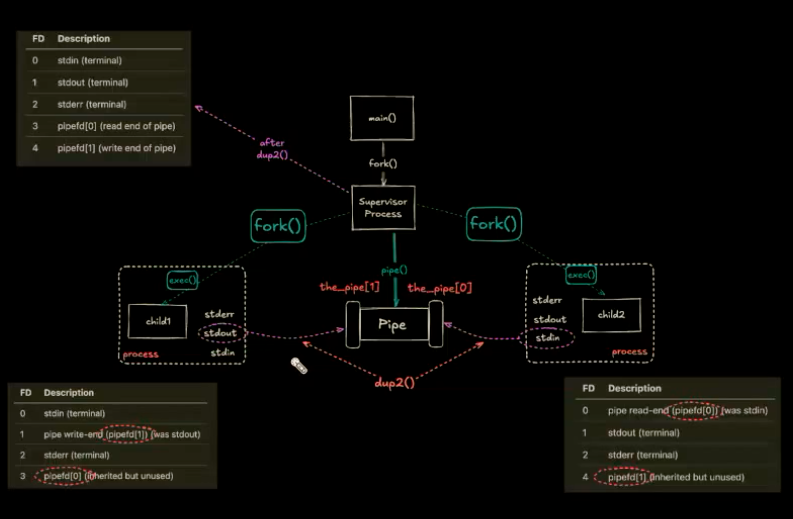 FD Description
0 stdin (terminal)
1 stdout (terminal)
2 stderr (terminal)
3 pipefd[0] (read end of pipe)
4 pipefd[1] (write end of pipe)
main()
after
dup2()
fork()
Supervisor
Process
fork()
fork()
pipe()
exec()
exec()
the_pipe[1]
the_pipe[0]
child1
stderr
stdout
stdin
process
Pipe
stderr
stdout
stdin
child2
process
dup2()
FD Description
0 stdin (terminal)
1 pipe write-end (pipefd[1]) (was stdout)
2 stderr (terminal)
3 pipefd[0] (inherited but unused)
FD Description
0 pipe read-end (pipefd[0]) (was stdin)
1 stdout (terminal)
2 stderr (terminal)
4 pipefd[1] (inherited but unused)